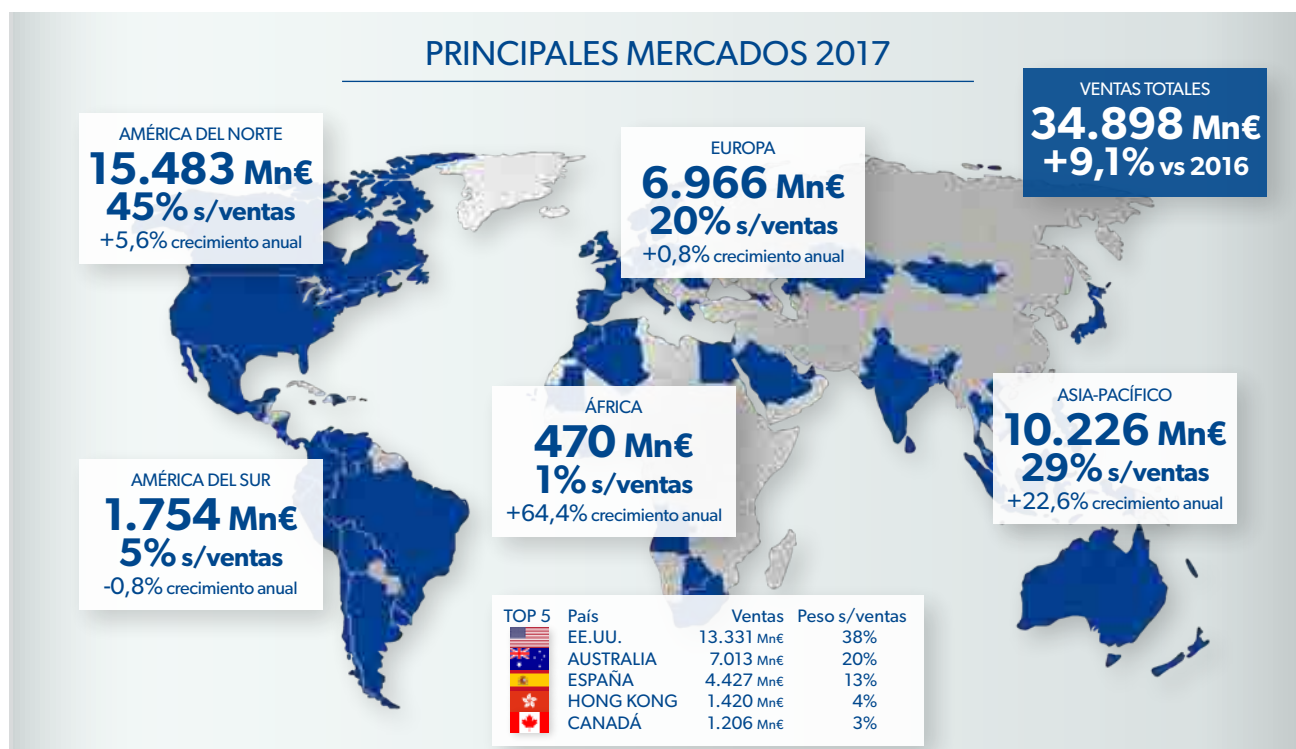 PRINCIPALES MERCADOS 2017
VENTAS TOTALES
34.898 Mn€
+9,1% vs 2016
AMÉRICA DEL NORTE
15.483 Mn€
45% s/ventas
+5,6% crecimiento anual
EUROPA
6.966 Mn€
20% s/ventas
+0,8% crecimiento anual
ÁFRICA
470 Mn€
1% s/ventas
+64,4% crecimiento anual
ASIA-PACÍFICO
10.226 Mn€
29% s/ventas
+22,6% crecimiento anual
AMÉRICA DEL SUR
1.754 Mn€
5% s/ventas
-0,8% crecimiento anual
TOP 5 País Ventas Peso s/ventas
EE.UU. 13.331 Mn€ 38%
AUSTRALIA 7.013 Mn€ 20%
ESPAÑA 4.427 Mn€ 13%
HONG KONG 1.420 Mn€ 4%
CANADÁ 1.206 Mn€ 3%